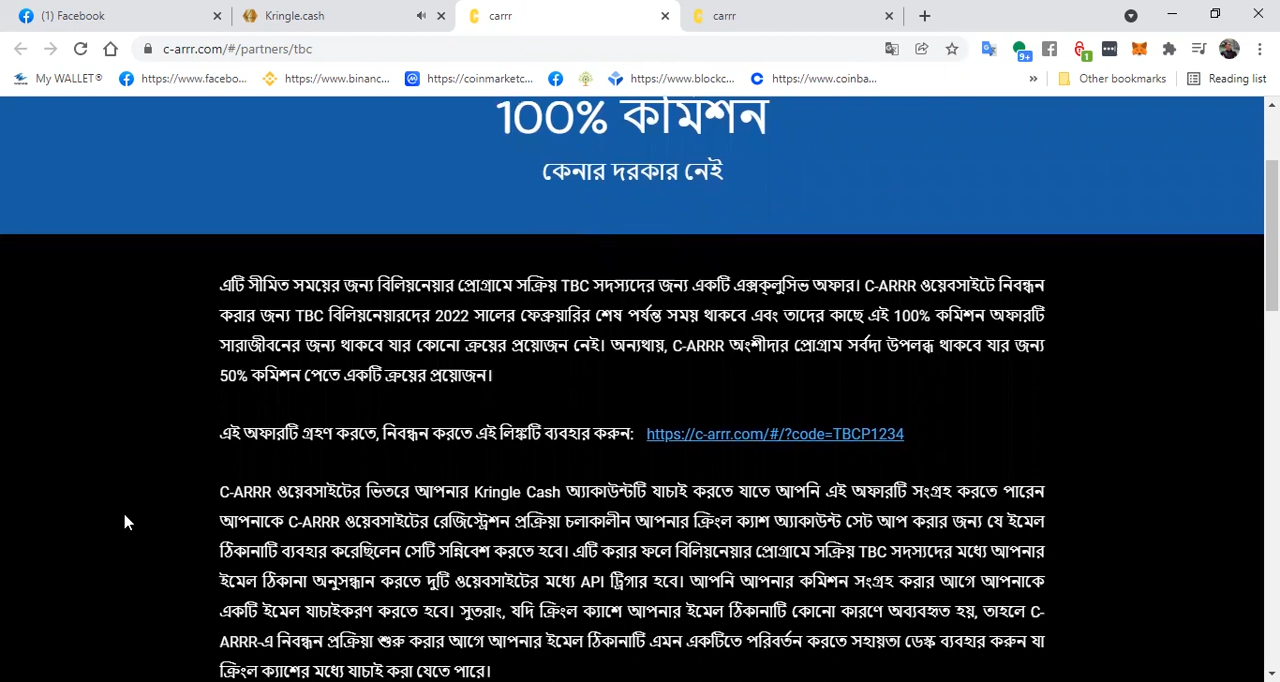 (1) Facebook
Kringle.cash
carrr
carrr
c-arrr.com/#/partners/tbc
9+
1
My WALLET®
https://www.facebo...
https://www.binanc...
https://coinmarketc...
https://www.blockc...
https://www.coinba...
»
Other bookmarks
Reading list
100% কমিশন
কেনার দরকার নেই
এটি সীমিত সময়ের জন্য বিলিয়নেয়ার প্রোগ্রামে সক্রিয় TBC সদস্যদের জন্য একটি এক্সক্লুসিভ অফার। C-ARRR ওয়েবসাইটে নিবন্ধন
করার জন্য TBC বিলিয়নেয়ারদের 2022 সালের ফেব্রুয়ারির শেষ পর্যন্ত সময় থাকবে এবং তাদের কাছে এই 100% কমিশন অফারটি
সারাজীবনের জন্য থাকবে যার কোনো ক্রয়ের প্রয়োজন নেই। অন্যথায়, C-ARRR অংশীদার প্রোগ্রাম সর্বদা উপলব্ধ থাকবে যার জন্য
50% কমিশন পেতে একটি ক্রয়ের প্রয়োজন।
এই অফারটি গ্রহণ করতে, নিবন্ধন করতে এই লিঙ্কটি ব্যবহার করুন: https://c-arrr.com/#/?code=TBCP1234
C-ARRR ওয়েবসাইটের ভিতরে আপনার Kringle Cash অ্যাকাউন্টটি যাচাই করতে যাতে আপনি এই অফারটি সংগ্রহ করতে পারেন
আপনাকে C-ARRR ওয়েবসাইটের রেজিস্ট্রেশন প্রক্রিয়া চলাকালীন আপনার ক্রিংল ক্যাশ অ্যাকাউন্ট সেট আপ করার জন্য যে ইমেল
ঠিকানাটি ব্যবহার করেছিলেন সেটি সন্নিবেশ করতে হবে। এটি করার ফলে বিলিয়নেয়ার প্রোগ্রামে সক্রিয় TBC সদস্যদের মধ্যে আপনার
ইমেল ঠিকানা অনুসন্ধান করতে দুটি ওয়েবসাইটের মধ্যে API ট্রিগার হবে। আপনি আপনার কমিশন সংগ্রহ করার আগে আপনাকে
একটি ইমেল যাচাইকরণ করতে হবে। সুতরাং, যদি ক্রিংল ক্যাশে আপনার ইমেল ঠিকানাটি কোনো কারণে অব্যবহৃত হয়, তাহলে C-
ARRR-এ নিবন্ধন প্রক্রিয়া শুরু করার আগে আপনার ইমেল ঠিকানাটি এমন একটিতে পরিবর্তন করতে সহায়তা ডেস্ক ব্যবহার করুন যা
ক্রিংল ক্যাশের মধ্যে যাচাই করা যেতে পারে।